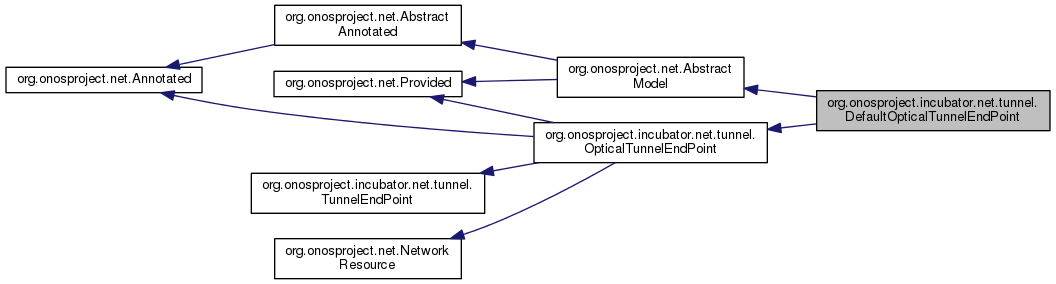 org.onosproject.net.Abstract
Annotated
org.onosproject.net.Annotated
org.onosproject.net.Provided
org.onosproject.net.Abstract
Model
org.onosproject.incubator.net.tunnel.
DefaultOpticalTunnelEndPoint
org.onosproject.incubator.net.tunnel.
OpticalTunnelEndPoint
org.onosproject.incubator.net.tunnel.
TunnelEndPoint
org.onosproject.net.Network
Resource